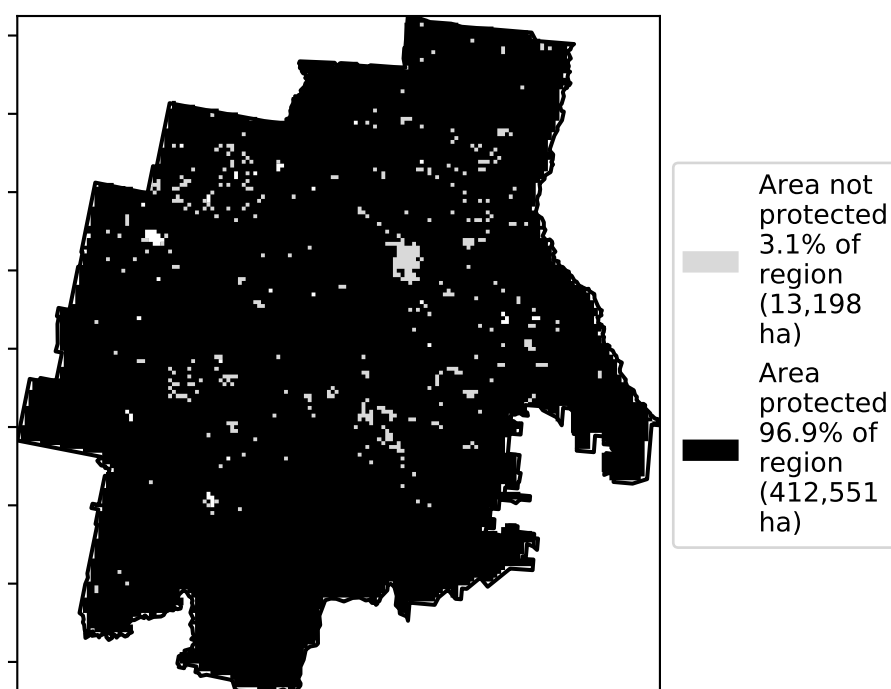 Area not
protected
3.1% of
region
(13,198
ha)
Area
protected
96.9% of
region
(412,551
ha)